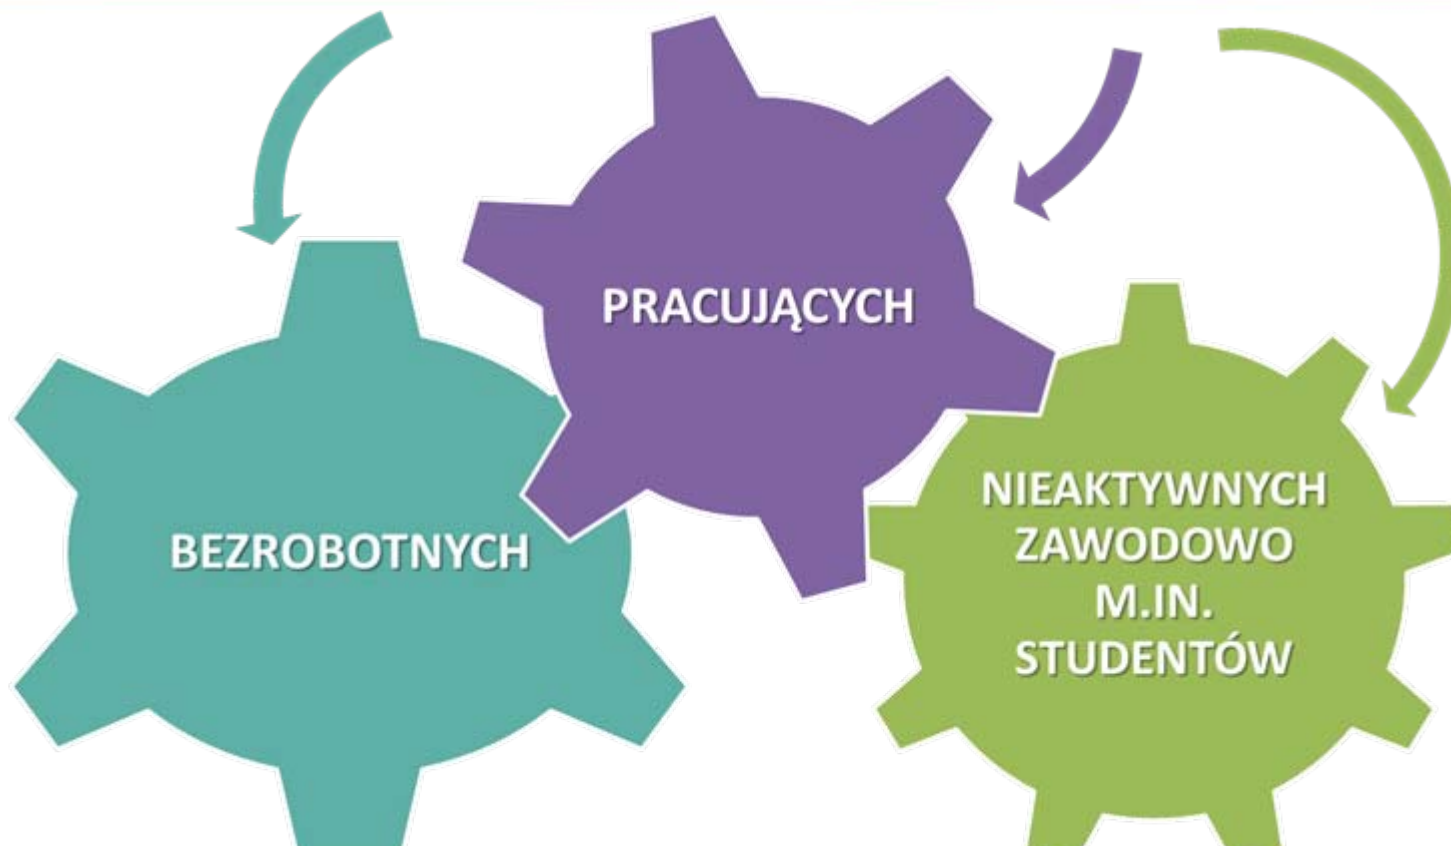 PRACUJĄCYCH
BEZROBOTNYCH
NIEAKTYWNYCH
ZAWODOWO
M.IN.
STUDENTÓW